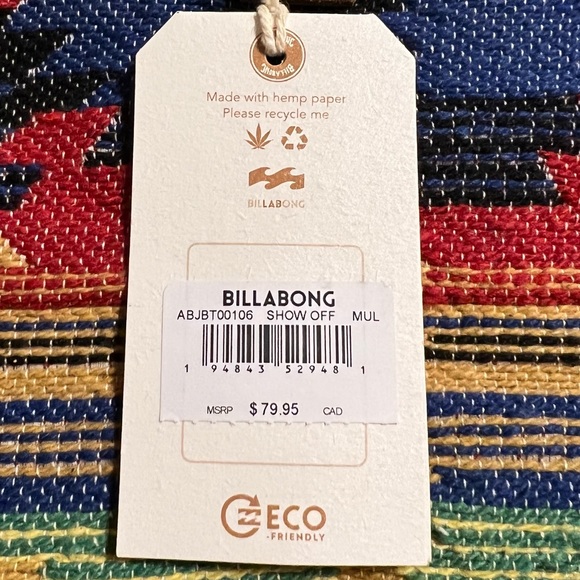 BILLABONG
Made with hemp paper
Please recycle me
BILLABONG
BILLABONG
ABJBT00106 SHOW OFF MUL
1 94843 52948 1
MSRP $79.95 CAD
ECO
-FRIENDLY